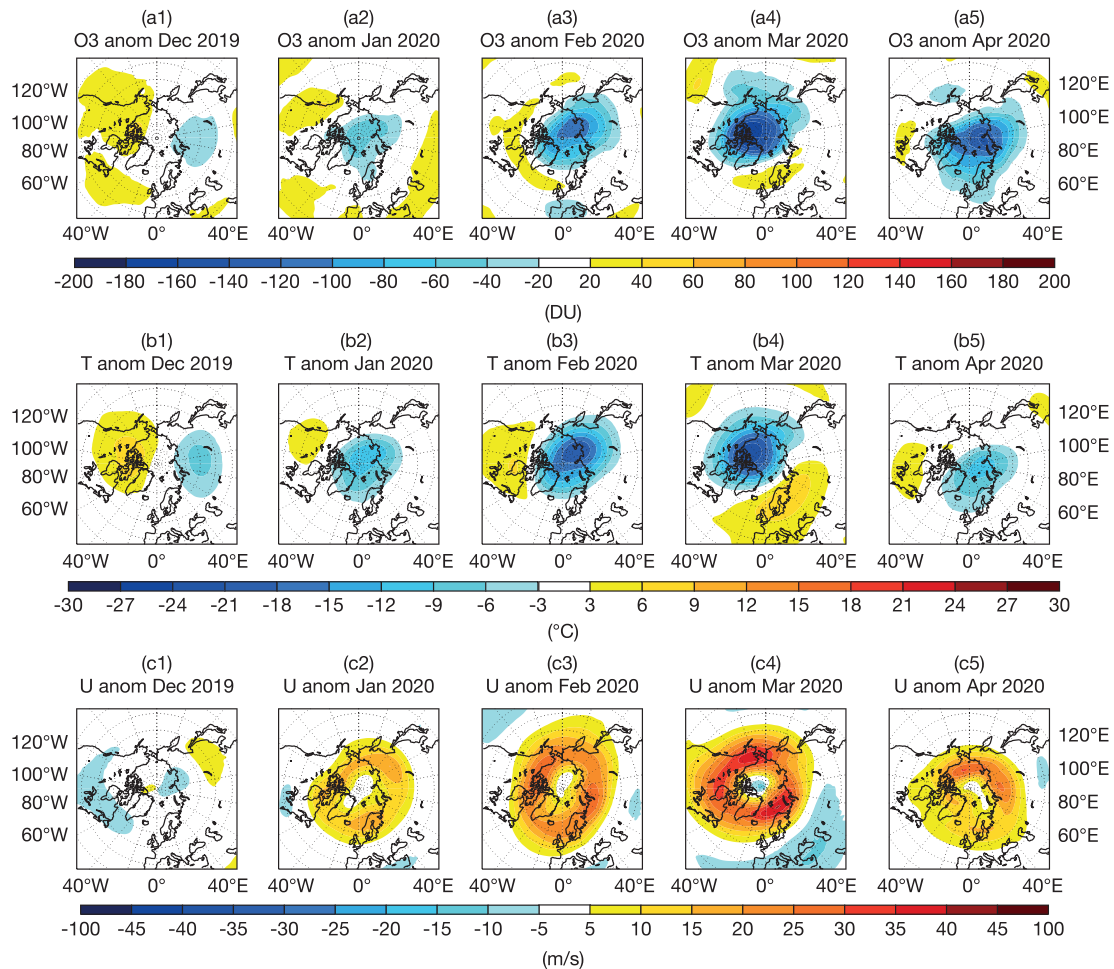 (a1) (a2) (a3) (a4) (a5)
O3 anom Dec 2019 O3 anom Jan 2020 O3 anom Feb 2020 O3 anom Mar 2020 O3 anom Apr 2020
120°W 120°E
100°W 100°E
80°W 80°E
60°W 60°E
40°W 0° 40°E 40°W 0° 40°E 40°W 0° 40°E 40°W 0° 40°E 40°W 0° 40°E
-200 -180 -160 -140 -120 -100 -80 -60 -40 -20 20 40 60 80 100 120 140 160 180 200
(DU)
(b1) (b2) (b3) (b4) (b5)
T anom Dec 2019 T anom Jan 2020 T anom Feb 2020 T anom Mar 2020 T anom Apr 2020
120°W 120°E
100°W 100°E
80°W 80°E
60°W 60°E
40°W 0° 40°E 40°W 0° 40°E 40°W 0° 40°E 40°W 0° 40°E 40°W 0° 40°E
-30 -27 -24 -21 -18 -15 -12 -9 -6 -3 3 6 9 12 15 18 21 24 27 30
(°C)
(c1) (c2) (c3) (c4) (c5)
U anom Dec 2019 U anom Jan 2020 U anom Feb 2020 U anom Mar 2020 U anom Apr 2020
120°W 120°E
100°W 100°E
80°W 80°E
60°W 60°E
40°W 0° 40°E 40°W 0° 40°E 40°W 0° 40°E 40°W 0° 40°E 40°W 0° 40°E
-100 -45 -40 -35 -30 -25 -20 -15 -10 -5 5 10 15 22 25 30 35 40 45 100
(m/s)